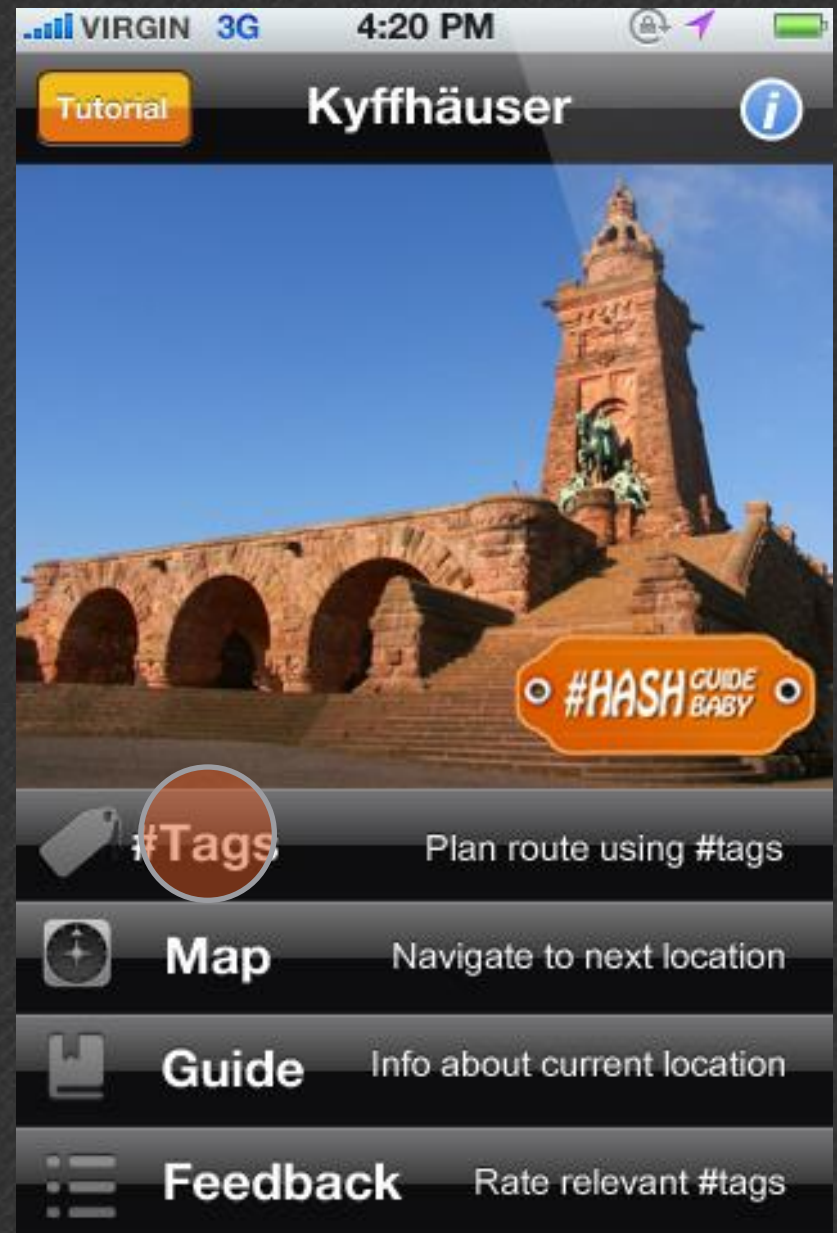 VIRGIN 3G 4:20 PM
Tutorial Kyffhäuser i
#HASH GUIDE BABY
#Tags Plan route using #tags
Map Navigate to next location
Guide Info about current location
Feedback Rate relevant #tags